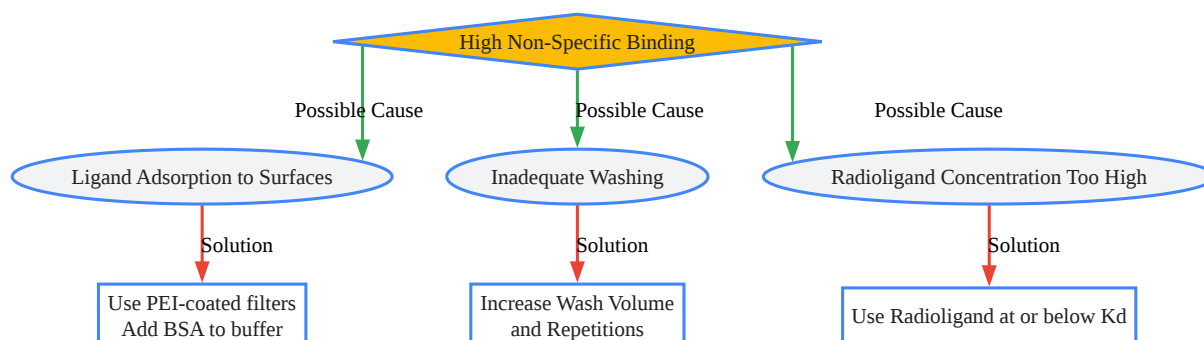 High Non-Specific Binding
Possible Cause
Possible Cause
Possible Cause
Ligand Adsorption to Surfaces
Inadequate Washing
Radioligand Concentration Too High
Solution
Solution
Solution
Use PEI-coated filters
Add BSA to buffer
Increase Wash Volume
and Repetitions
Use Radioligand at or below Kd